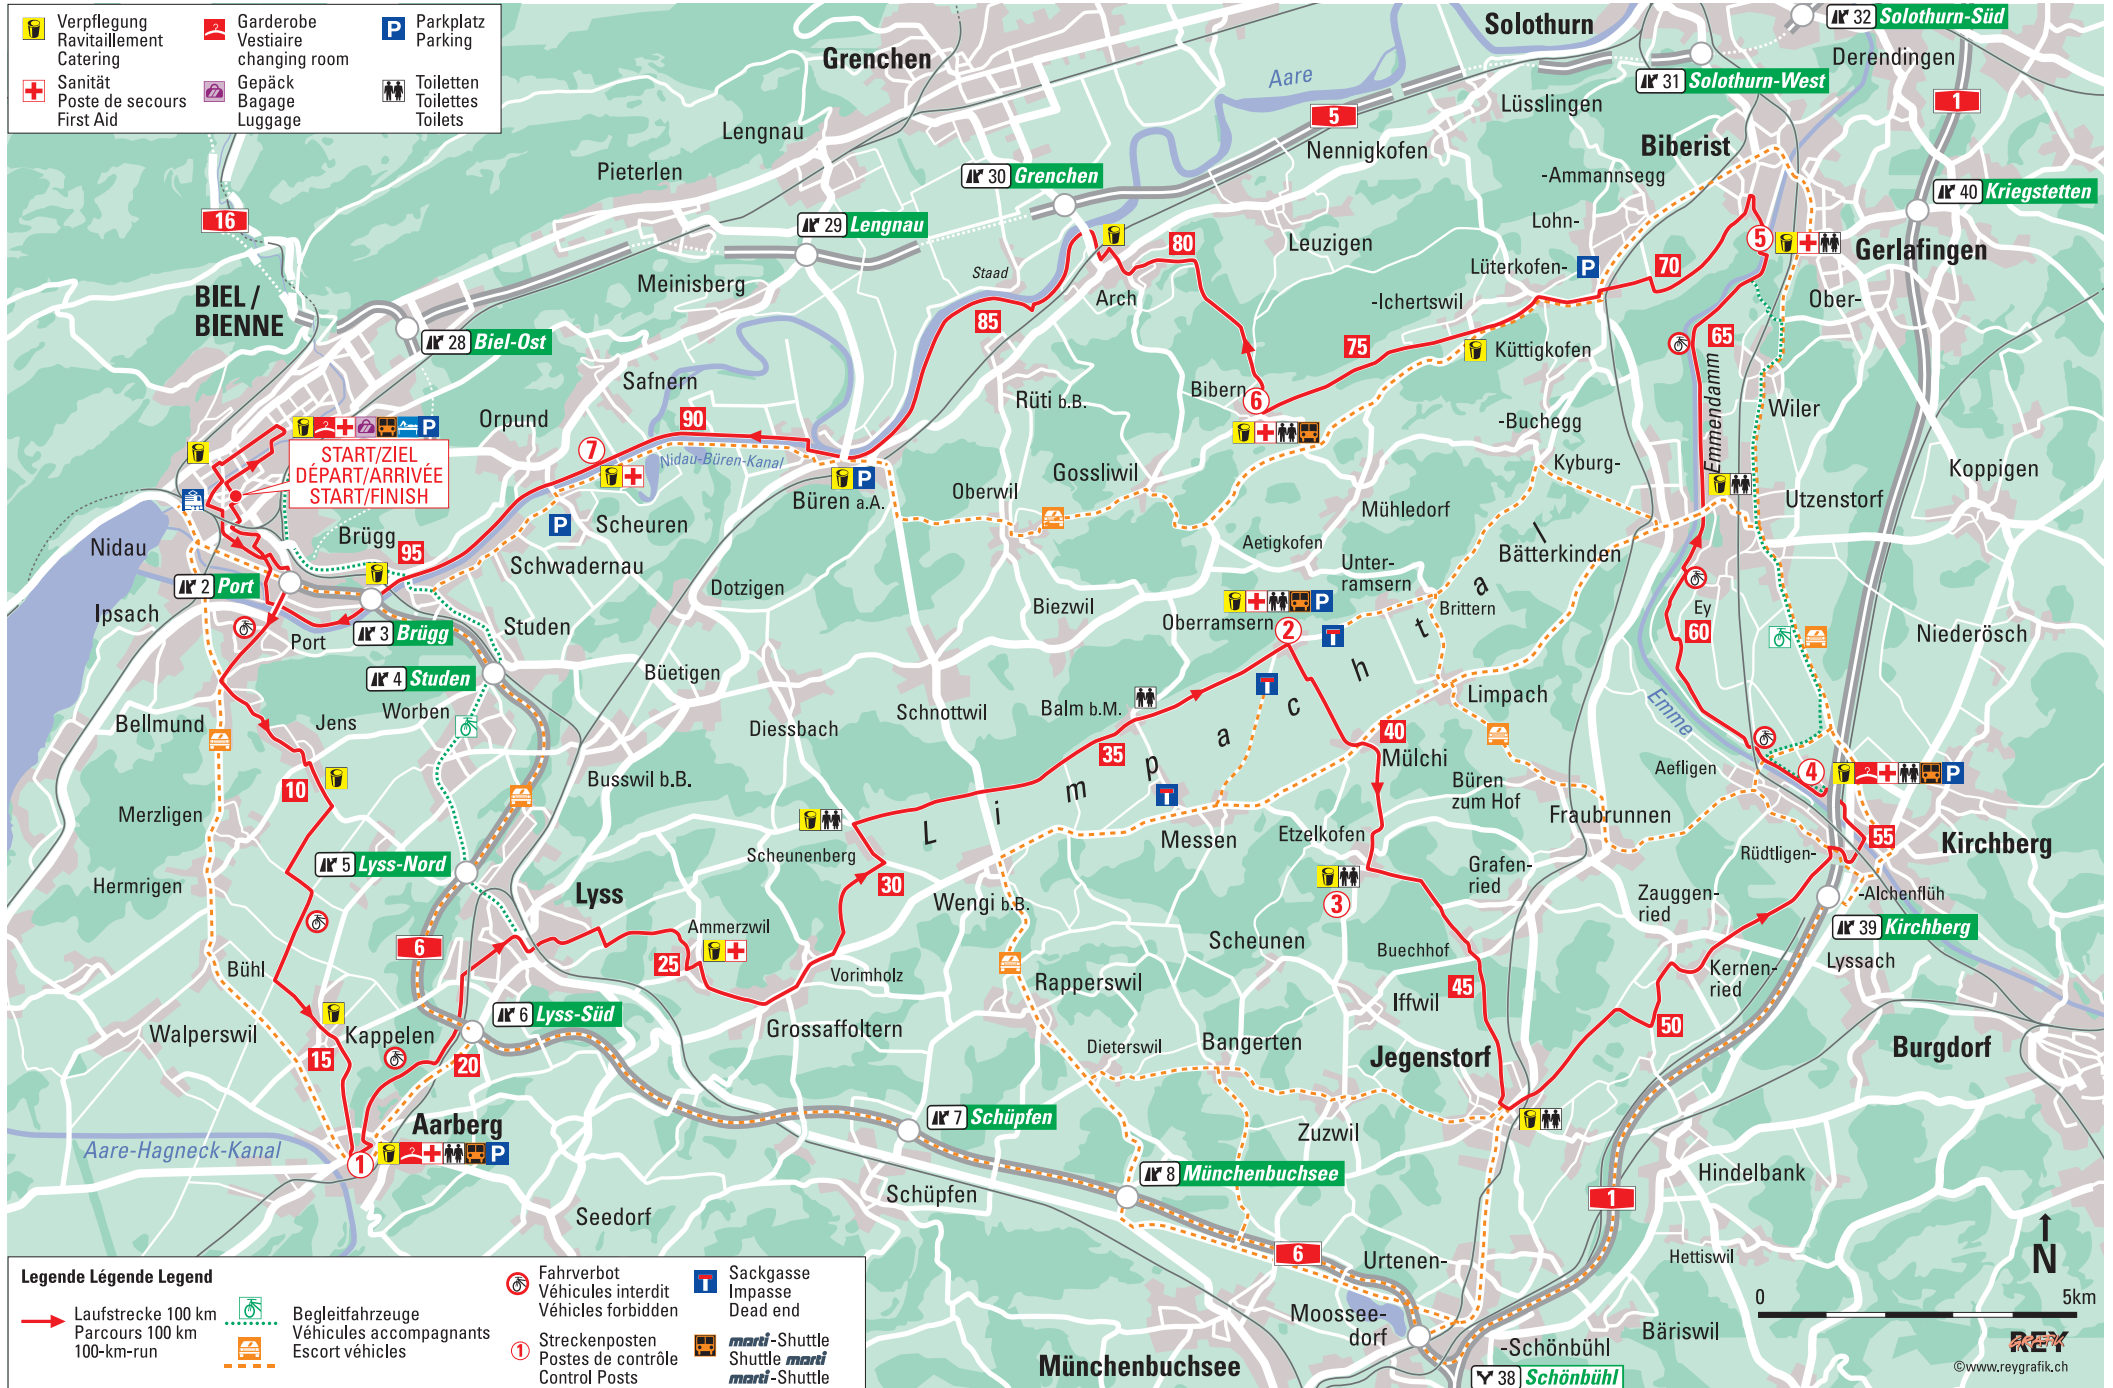 Verpflegung
Ravitaillement
Catering
Garderobe
Vestiaire
changing room
P
Parkplatz
Parking
Sanität
Poste de secours
First Aid
Gepäck
Bagage
Luggage
Toiletten
Toilettes
Toilets
Solothurn
32 Solothurn-Süd
Derendingen
Grenchen
Aare
31 Solothurn-West
Lüsslingen
1
5
Lengnau
Nennigkofen
Biberist
Pieterlen
30 Grenchen
-Ammannsegg
40 Kriegstetten
16
29 Lengnau
Lohn-
80
Leuzigen
5
Gerlafingen
Staad
Lüterkofen-
P
70
Meinisberg
BIEL /
BIENNE
Arch
-Ichertswil
Ober-
85
28 Biel-Ost
75
65
Küttigkofen
Safnern
Bibern
6
Rüti b.B.
Emmendamm
Wiler
Orpund
90
-Buchegg
P
START/ZIEL
DÉPART/ARRIVÉE
START/FINISH
7
Nidau-Büren-Kanal
Gossliwil
Kyburg-
Koppigen
P
Büren a.A.
Oberwil
Utzenstorf
Mühledorf
P
Scheuren
Brügg
95
Nidau
Aetigkofen
Bätterkinden
Schwadernau
Unter-
ramsern
2 Port
Dotzigen
Ipsach
Biezwil
P
Brittern
Ey
Oberramsern
2
60
3 Brügg
Studen
Port
Niederösch
Büetigen
4 Studen
Limpach
Balm b.M.
Worben
Schnottwil
Emme
Bellmund
Jens
Diessbach
40
35
Mülchi
Limpachtal
Busswil b.B.
Aefligen
4
P
10
Büren
zum Hof
Merzligen
Fraubrunnen
Etzelkofen
Messen
55
Kirchberg
Scheunenberg
Rüdtligen-
5 Lyss-Nord
Grafen-
ried
30
Hermrigen
Lyss
-Alchenflüh
Wengi b.B.
3
Zauggen-
ried
Ammerzwil
39 Kirchberg
6
Scheunen
Buechhof
25
Lyssach
Bühl
Vorimholz
Kernen-
ried
Rapperswil
45
Iffwil
6 Lyss-Süd
50
Walperswil
Kappelen
Grossaffoltern
Bangerten
Dieterswil
Burgdorf
15
20
Jegenstorf
7 Schüpfen
Aarberg
Zuzwil
Aare-Hagneck-Kanal
1
P
8 Münchenbuchsee
Hindelbank
Schüpfen
1
Seedorf
6
Urtenen-
Hettiswil
N
Legende Légende Legend
Laufstrecke 100 km
Parcours 100 km
100-km-run
Begleitfahrzeuge
Véhicules accompagnants
Escort véhicles
Fahrverbot
Véhicules interdit
Véhicles forbidden
1
Streckenposten
Postes de contrôle
Control Posts
Sackgasse
Impasse
Dead end
marti-Shuttle
Shuttle marti
marti-Shuttle
0
5km
Moossee-
dorf
Bäriswil
-Schönbühl
Münchenbuchsee
38 Schönbühl
REY
GRAFIK
©www.reygrafik.ch